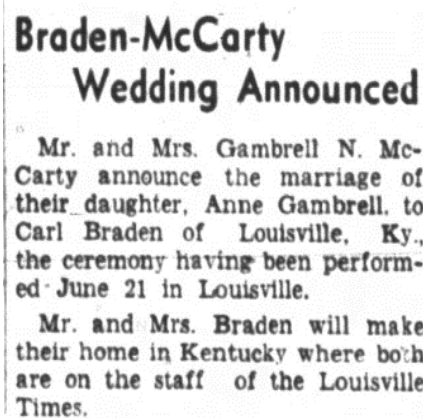 Braden-McCarty
Wedding Announced
Mr. and Mrs. Gambrell N. Mc-
Carty announce the marriage of
their daughter, Anne Gambrell, to
Carl Braden of Louisville, Ky.,
the ceremony having been perform-
ed June 21 in Louisville.
Mr. and Mrs. Braden will make
their home in Kentucky where both
are on the staff of the Louisville
Times.